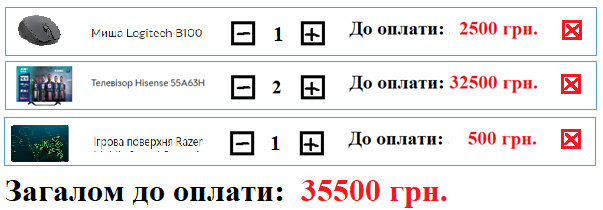 Миша Logitech B100 1 До оплати: 2500 грн.
Телевізор Hisense 55A63H 2 До оплати: 32500 грн.
Ігрова поверхня Razer 1 До оплати: 500 грн.
Загалом до оплати: 35500 грн.